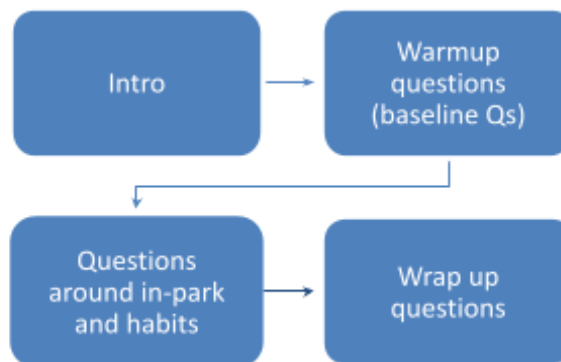 Intro
Warmup
questions
(baseline Qs)
Questions
around in-park
and habits
Wrap up
questions